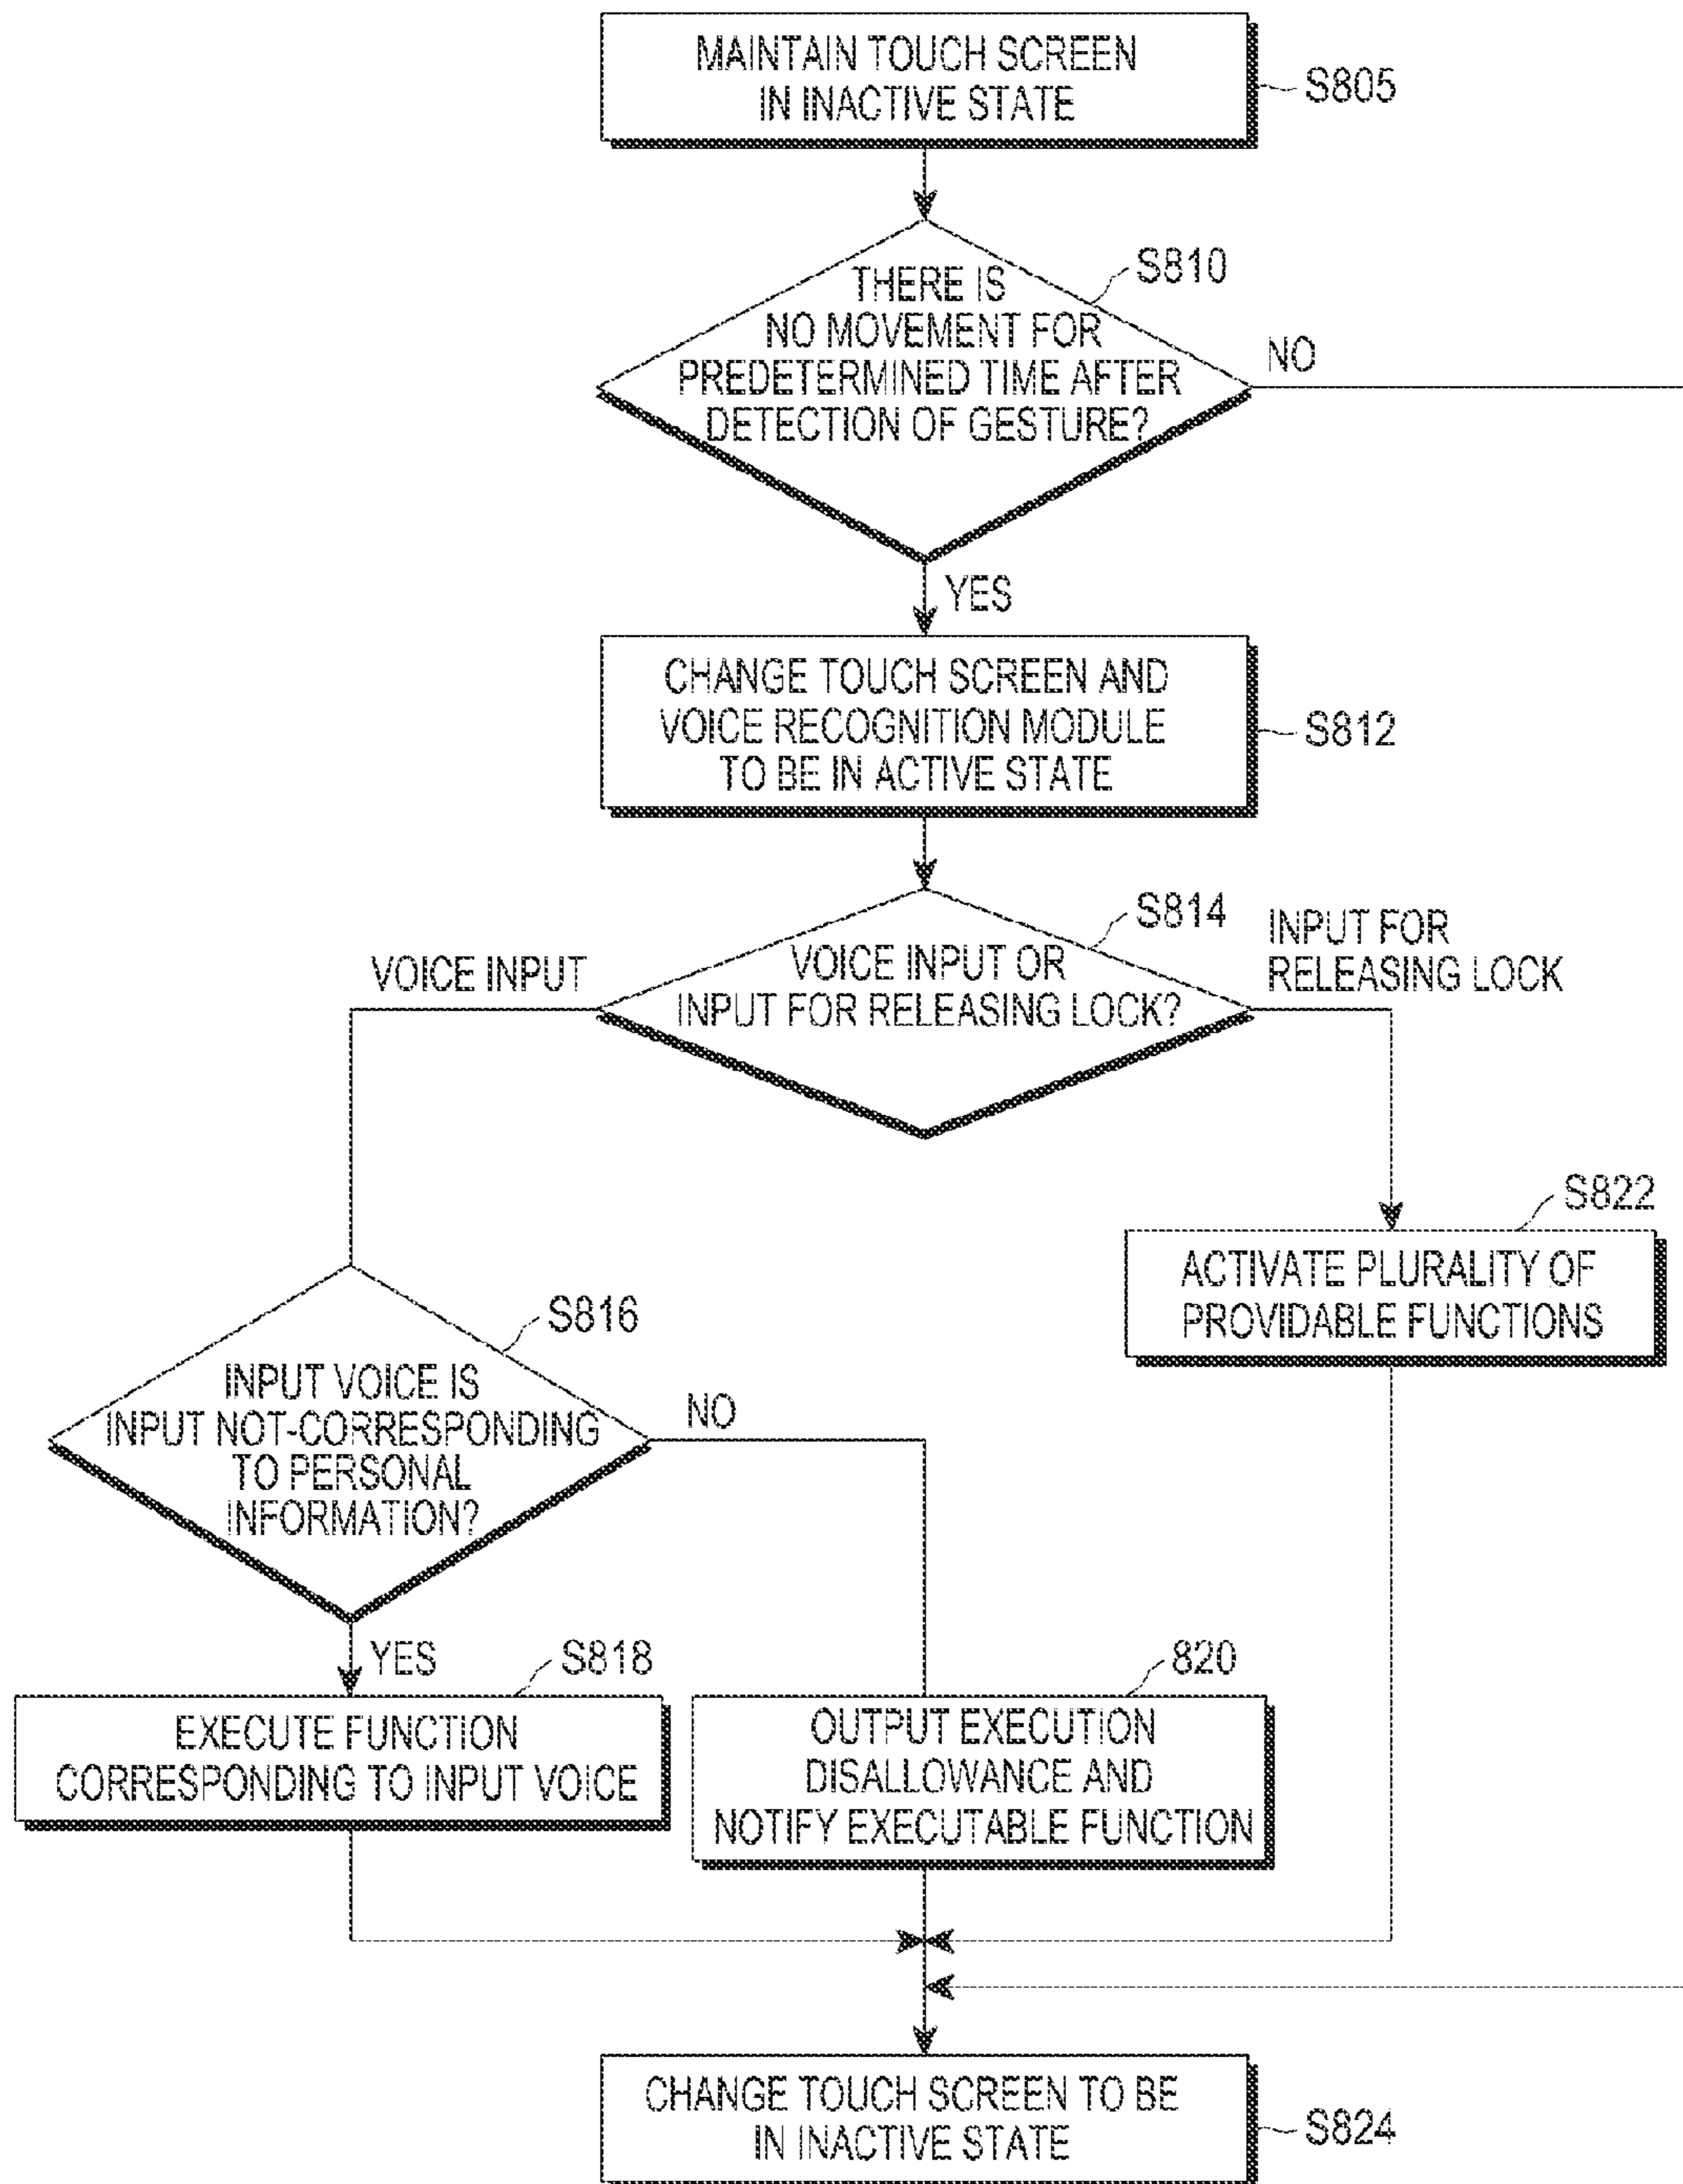 MAINTAIN TOUCH SCREEN
IN INACTIVE STATE
S805
S810
THERE IS
NO MOVEMENT FOR
PREDETERMINED TIME AFTER
DETECTION OF GESTURE?
NO
YES
CHANGE TOUCH SCREEN AND
VOICE RECOGNITION MODULE
TO BE IN ACTIVE STATE
S812
S814
VOICE INPUT OR
INPUT FOR RELEASING LOCK?
VOICE INPUT
INPUT FOR
RELEASING LOCK
S822
ACTIVATE PLURALITY OF
PROVIDABLE FUNCTIONS
S816
INPUT VOICE IS
INPUT NOT-CORRESPONDING
TO PERSONAL
INFORMATION?
NO
YES
S818
EXECUTE FUNCTION
CORRESPONDING TO INPUT VOICE
820
OUTPUT EXECUTION
DISALLOWANCE AND
NOTIFY EXECUTABLE FUNCTION
CHANGE TOUCH SCREEN TO BE
IN INACTIVE STATE
S824